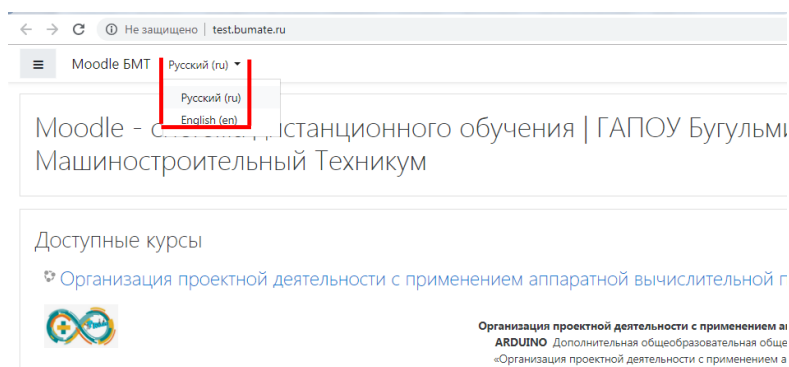 Не защищено | test.bumate.ru
Moodle БМТ Русский (ru)
Русский (ru)
English (en)
Moodle - дистанционного обучения | ГАПОУ
Машиностроительный Техникум
Доступные курсы
Организация проектной деятельности с применением аппаратной вычислительной
Организация проектной деятельности с применением
ARDUINO Дополнительная общеобразовательная
«Организация проектной деятельности с применением